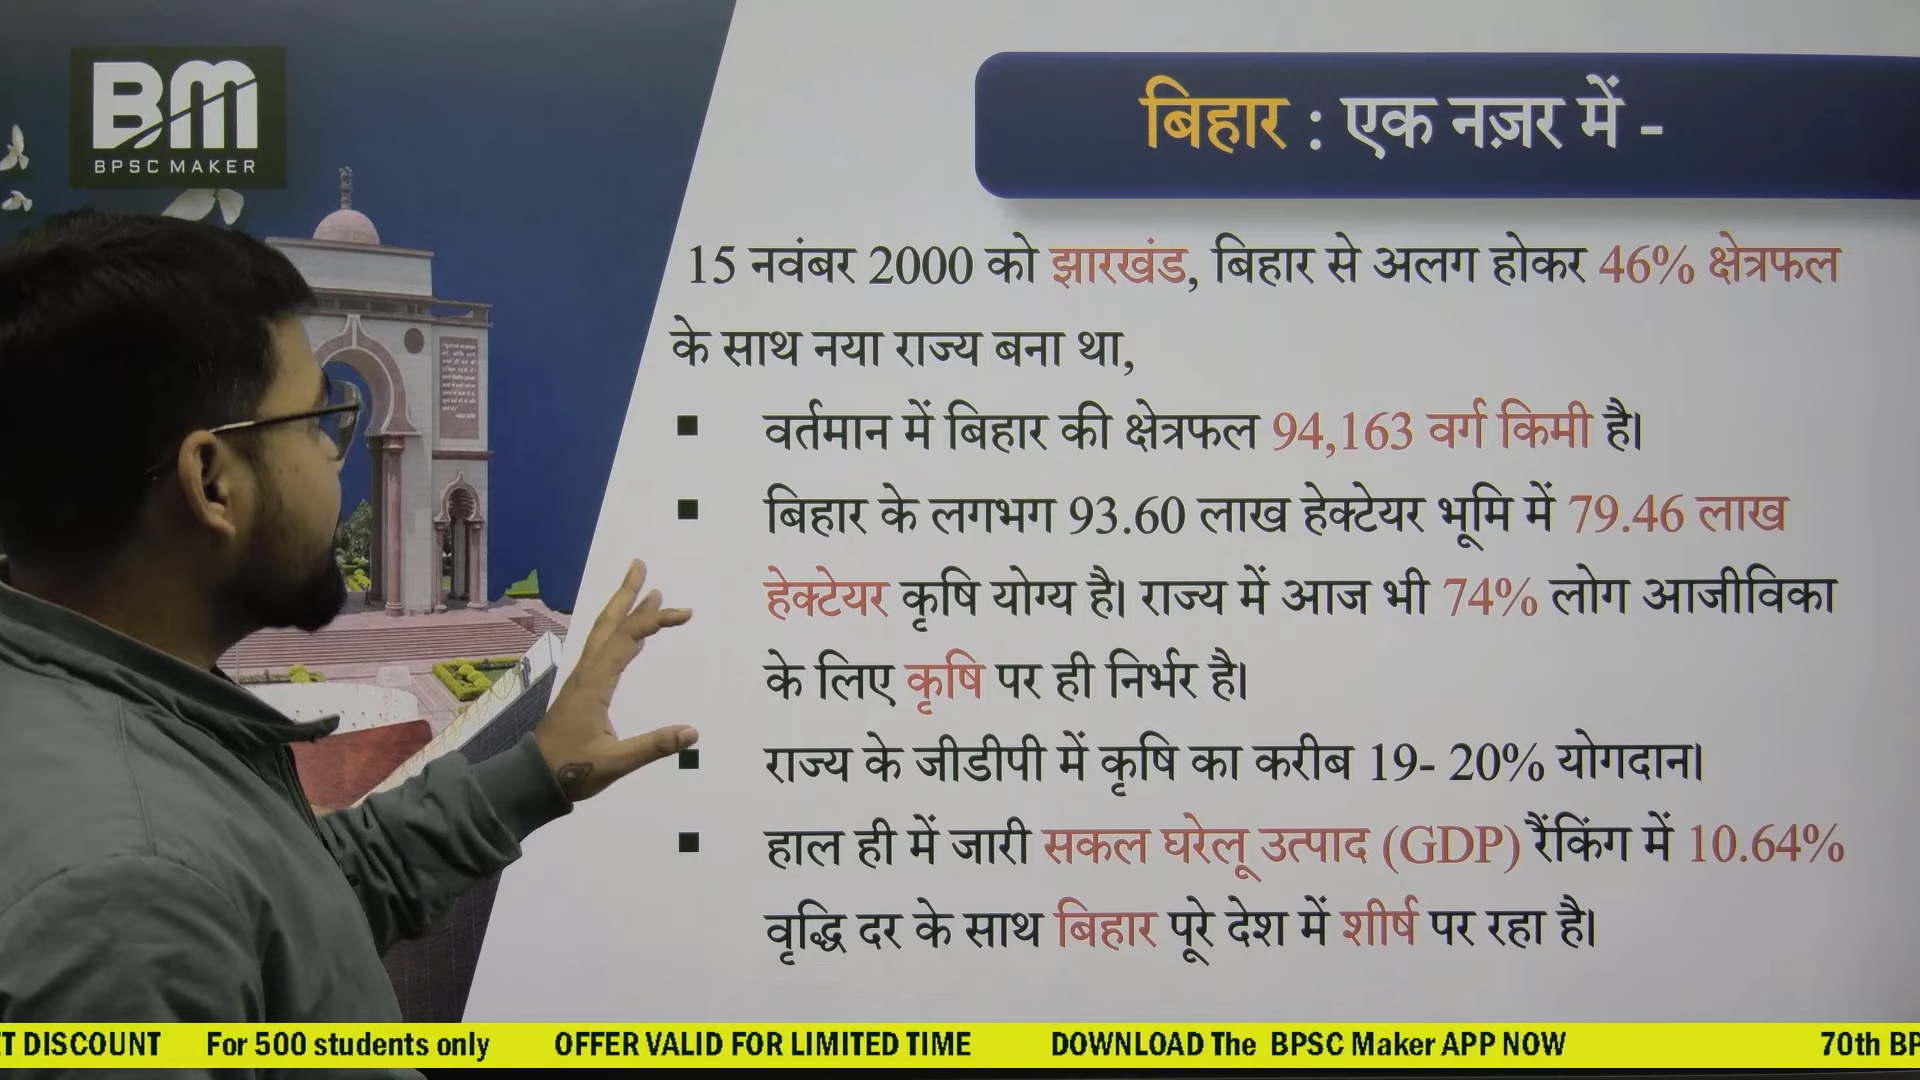 BM
BPSC MAKER
बिहार : एक नज़र में -
15 नवंबर 2000 को झारखंड, बिहार से अलग होकर 46% क्षेत्रफल
के साथ नया राज्य बना था,
▪ वर्तमान में बिहार की क्षेत्रफल 94,163 वर्ग किमी है।
▪ बिहार के लगभग 93.60 लाख हेक्टेयर भूमि में 79.46 लाख
हेक्टेयर कृषि योग्य है। राज्य में आज भी 74% लोग आजीविका
के लिए कृषि पर ही निर्भर है।
▪ राज्य के जीडीपी में कृषि का करीब 19- 20% योगदान।
▪ हाल ही में जारी सकल घरेलू उत्पाद (GDP) रैंकिंग में 10.64%
वृद्धि दर के साथ बिहार पूरे देश में शीर्ष पर रहा है।
T DISCOUNT For 500 students only OFFER VALID FOR LIMITED TIME DOWNLOAD The BPSC Maker APP NOW 70th BP